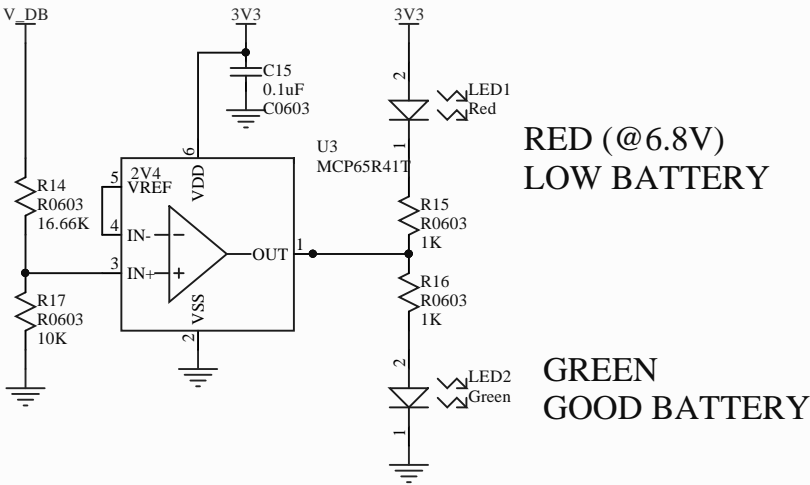 V_DB
3V3
3V3
C15
0.1uF
C0603
2
LED1
Red
1
U3
MCP65R41T
RED (@6.8V)
LOW BATTERY
6
5
2V4
VREF
VDD
R14
R0603
16.66K
4
IN-
R15
R0603
1K
OUT
1
3
IN+
R16
R0603
1K
R17
R0603
10K
VSS
2
2
LED2
Green
1
GREEN
GOOD BATTERY